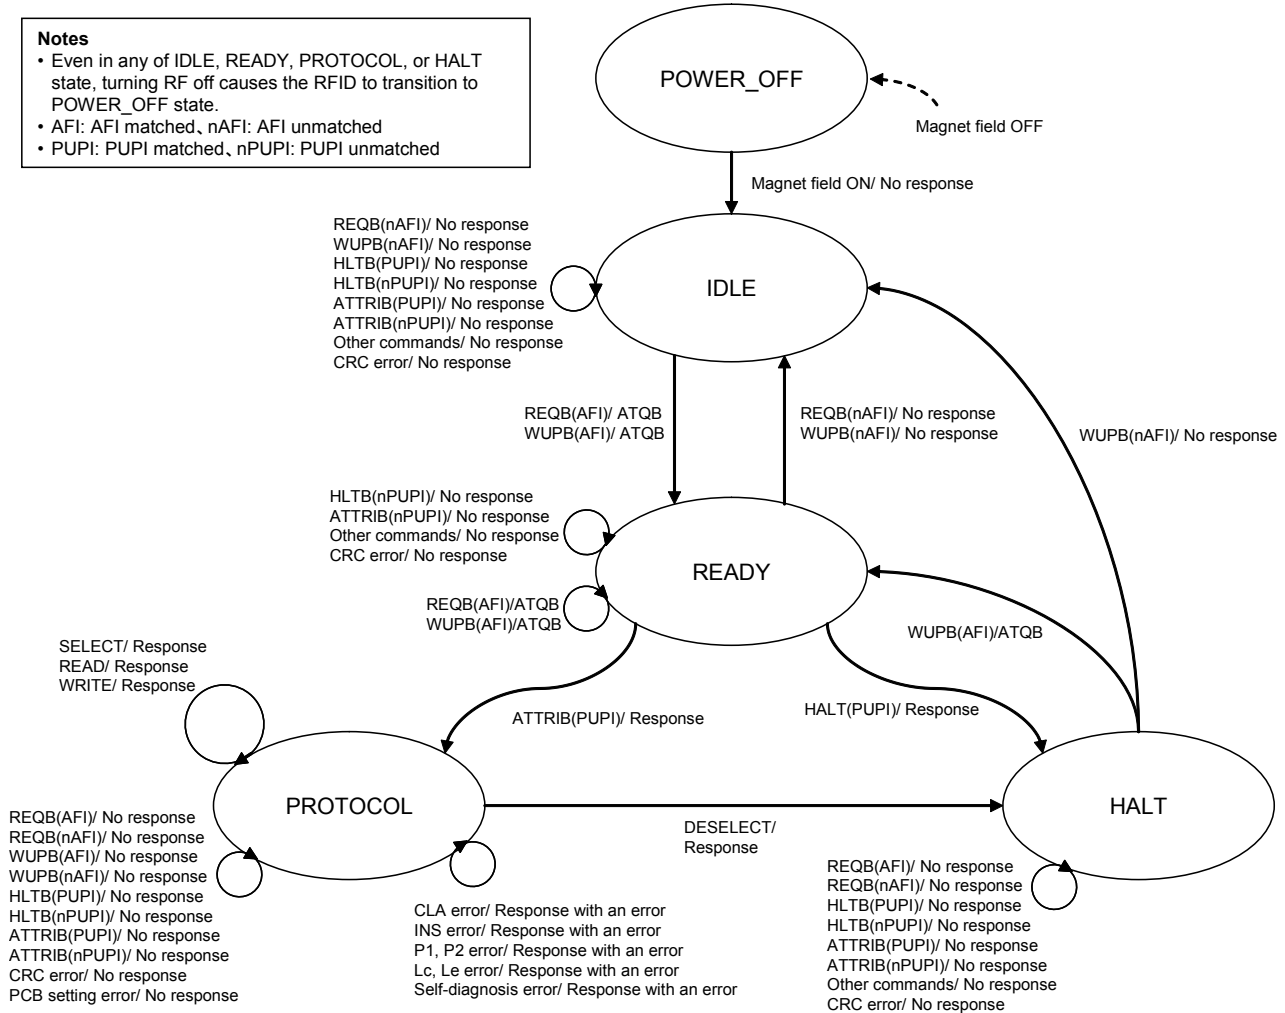 Notes
• Even in any of IDLE, READY, PROTOCOL, or HALT
state, turning RF off causes the RFID to transition to
POWER_OFF state.
• AFI: AFI matched、nAFI: AFI unmatched
• PUPI: PUPI matched、nPUPI: PUPI unmatched
POWER_OFF
Magnet field OFF
Magnet field ON/ No response
REQB(nAFI)/ No response
WUPB(nAFI)/ No response
HLTB(PUPI)/ No response
HLTB(nPUPI)/ No response
ATTRIB(PUPI)/ No response
ATTRIB(nPUPI)/ No response
Other commands/ No response
CRC error/ No response
IDLE
REQB(AFI)/ ATQB
WUPB(AFI)/ ATQB
REQB(nAFI)/ No response
WUPB(nAFI)/ No response
WUPB(nAFI)/ No response
HLTB(nPUPI)/ No response
ATTRIB(nPUPI)/ No response
Other commands/ No response
CRC error/ No response
READY
REQB(AFI)/ATQB
WUPB(AFI)/ATQB
WUPB(AFI)/ATQB
SELECT/ Response
READ/ Response
WRITE/ Response
ATTRIB(PUPI)/ Response
HALT(PUPI)/ Response
PROTOCOL
HALT
DESELECT/
Response
REQB(AFI)/ No response
REQB(nAFI)/ No response
WUPB(AFI)/ No response
WUPB(nAFI)/ No response
HLTB(PUPI)/ No response
HLTB(nPUPI)/ No response
ATTRIB(PUPI)/ No response
ATTRIB(nPUPI)/ No response
CRC error/ No response
PCB setting error/ No response
CLA error/ Response with an error
INS error/ Response with an error
P1, P2 error/ Response with an error
Lc, Le error/ Response with an error
Self-diagnosis error/ Response with an error
REQB(AFI)/ No response
REQB(nAFI)/ No response
HLTB(PUPI)/ No response
HLTB(nPUPI)/ No response
ATTRIB(PUPI)/ No response
ATTRIB(nPUPI)/ No response
Other commands/ No response
CRC error/ No response